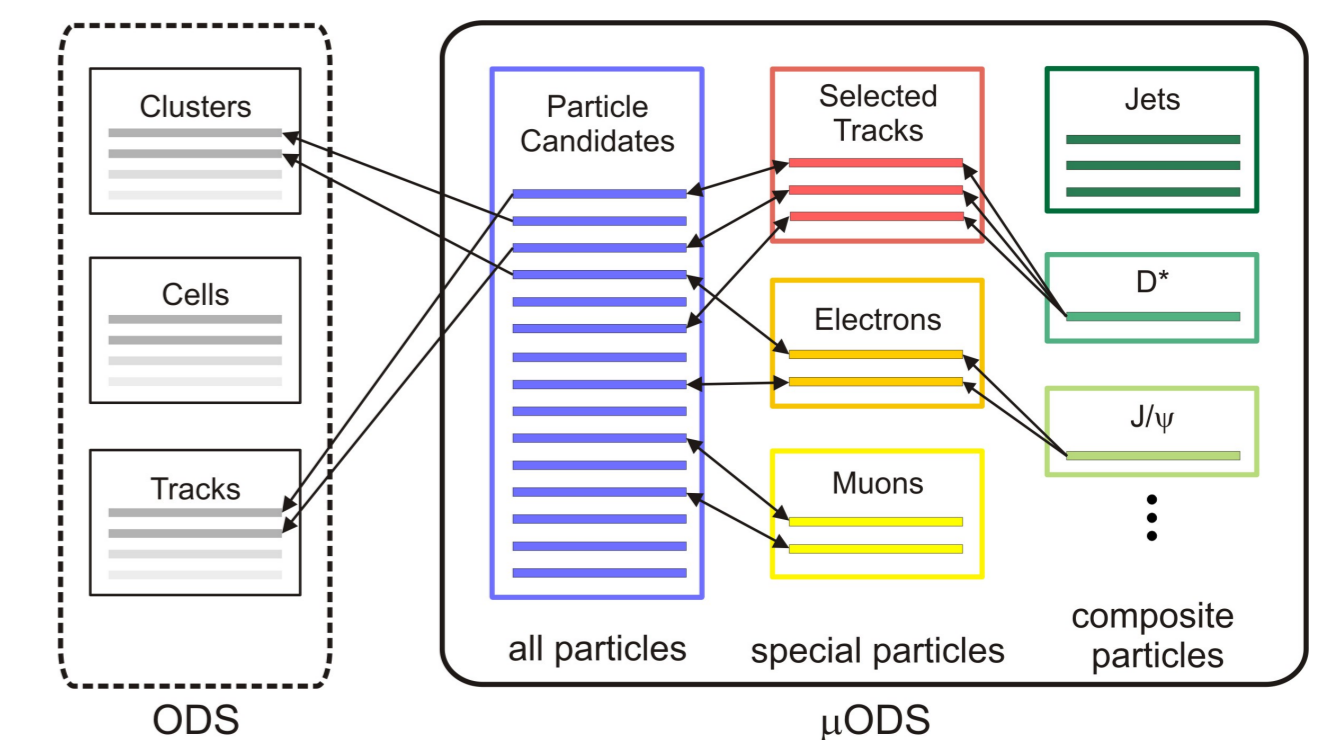 Clusters
Cells
Tracks
ODS
Particle
Candidates
all particles
Selected
Tracks
Electrons
Muons
special particles
Jets
D*
J/ψ
composite
particles
μODS